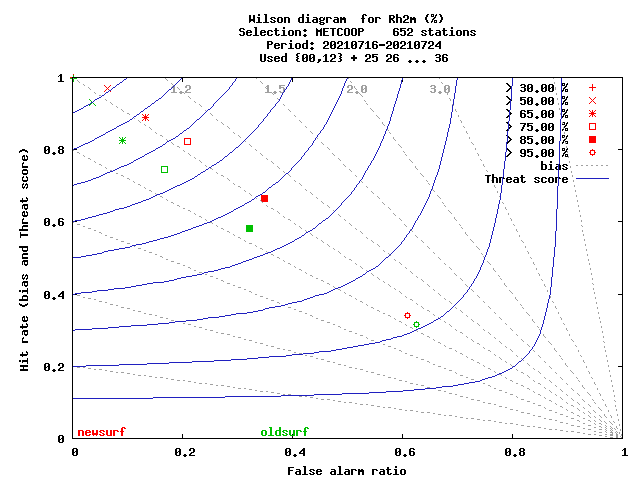 Wilson diagram  for Rh2m (%)
Selection: METCOOP    652 stations
Period: 20210716-20210724
Used {00,12} + 25 26 ... 36
1.2 1.5 2.0 3.0
> 30.00 %
> 50.00 %
> 65.00 %
> 75.00 %
> 85.00 %
> 95.00 %
bias
Threat score
1
0.8
0.6
0.4
0.2
0
Hit rate (bias and Threat score)
newsurf oldsurf
0 0.2 0.4 0.6 0.8 1
False alarm ratio